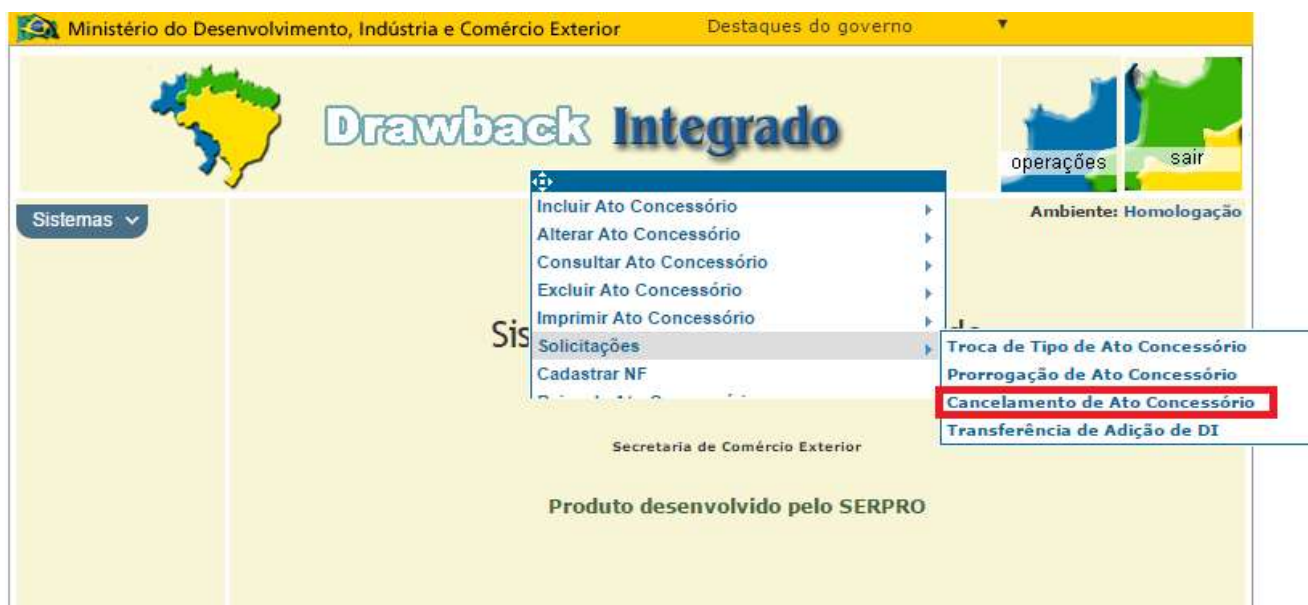 Ministério do Desenvolvimento, Indústria e Comércio Exterior
Destaques do governo
Drawback Integrado
operações
sair
Sistemas
Ambiente: Homologação
Incluir Ato Concessório
Alterar Ato Concessório
Consultar Ato Concessório
Excluir Ato Concessório
Imprimir Ato Concessório
Solicitações
Cadastrar NF
Troca de Tipo de Ato Concessório
Prorrogação de Ato Concessório
Cancelamento de Ato Concessório
Transferência de Adição de DI
Secretaria de Comércio Exterior
Produto desenvolvido pelo SERPRO